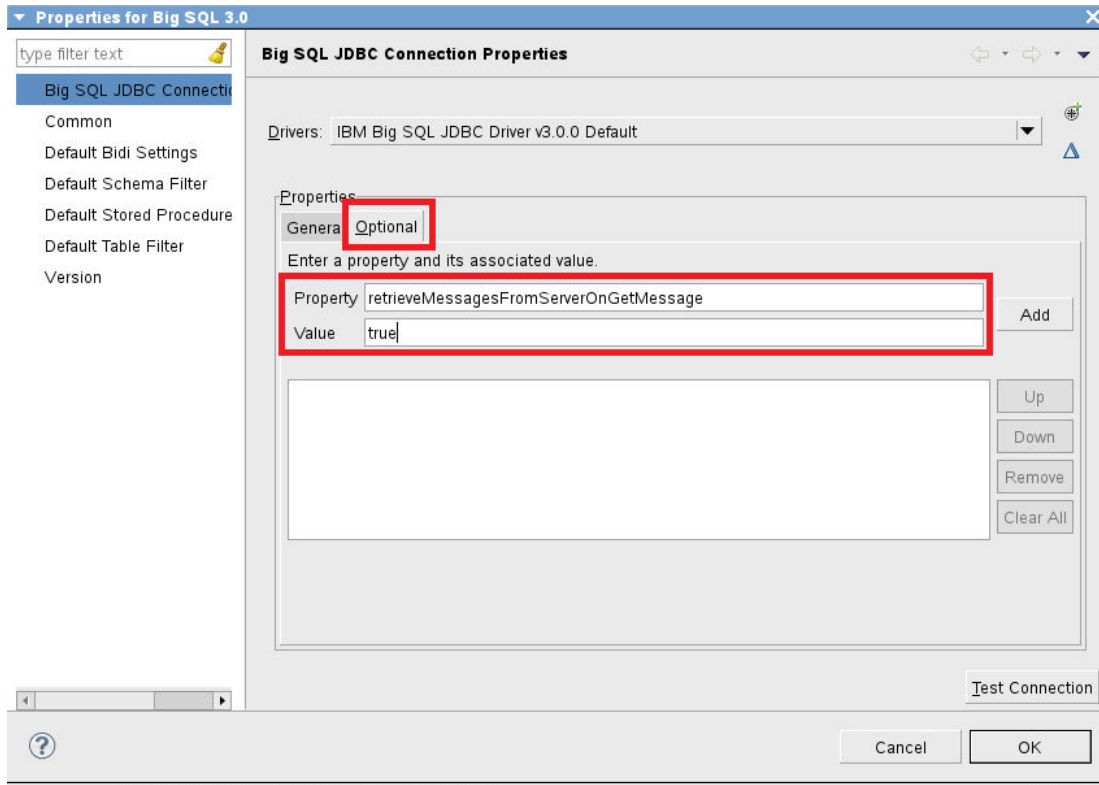 Properties for Big SQL 3.0
type filter text
Big SQL JDBC Connectio
Common
Default Bidi Settings
Default Schema Filter
Default Stored Procedure
Default Table Filter
Version
Big SQL JDBC Connection Properties
Drivers: IBM Big SQL JDBC Driver v3.0.0 Default
Properties
Genera Optional
Enter a property and its associated value.
Property retrieveMessagesFromServerOnGetMessage
Value true
Add
Up
Down
Remove
Clear All
Test Connection
Cancel OK